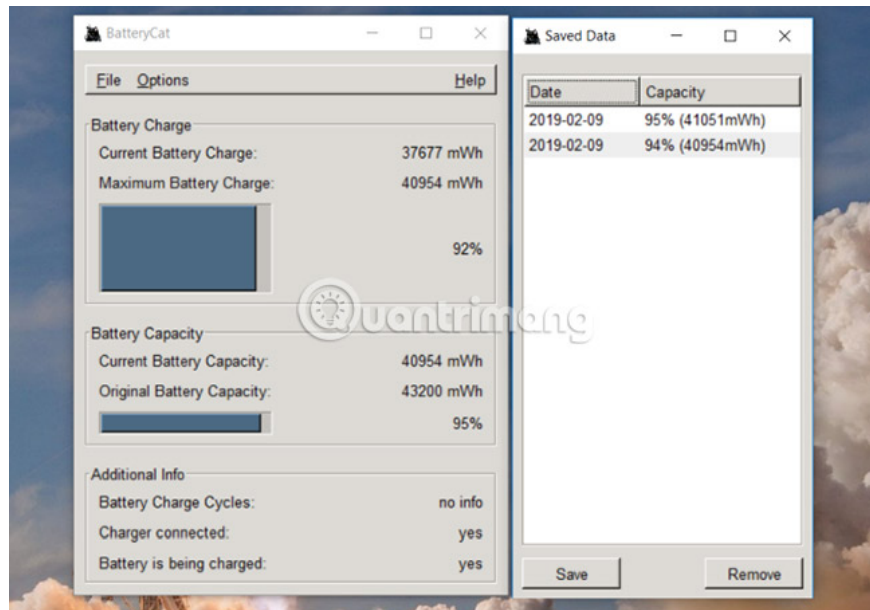 BatteryCat
File Options Help
Battery Charge
Current Battery Charge: 37677 mWh
Maximum Battery Charge: 40954 mWh
92%
Battery Capacity
Current Battery Capacity: 40954 mWh
Original Battery Capacity: 43200 mWh
95%
Additional Info
Battery Charge Cycles: no info
Charger connected: yes
Battery is being charged: yes
Saved Data
Date Capacity
2019-02-09 95% (41051mWh)
2019-02-09 94% (40954mWh)
Save Remove
Quantrimang